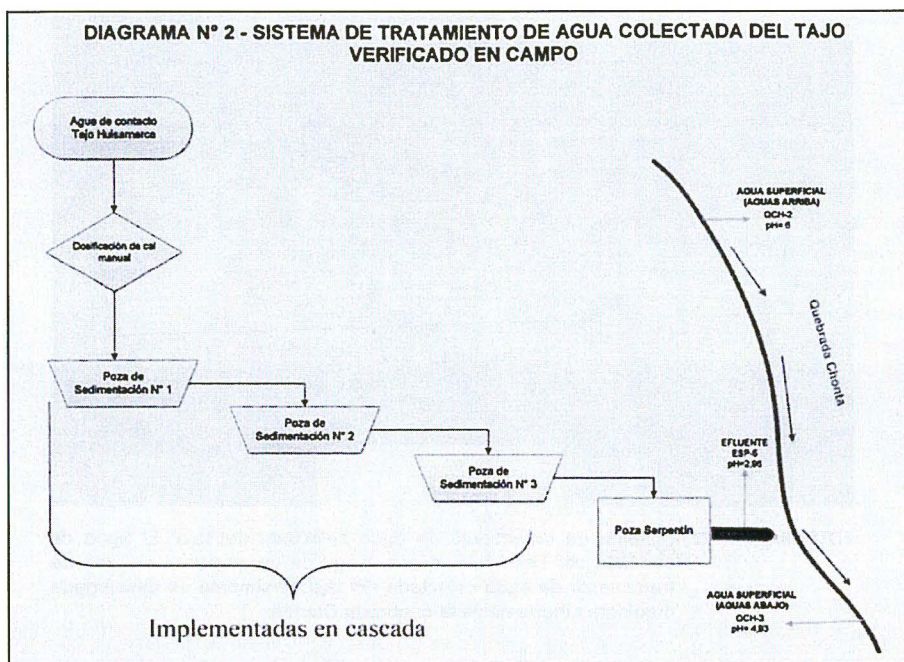 DIAGRAMA N° 2 - SISTEMA DE TRATAMIENTO DE AGUA COLECTADA DEL TAJO
VERIFICADO EN CAMPO
Agua de contacto
Tajo Huisamarca
Dosificación de cal
manual
Poza de
Sedimentación N° 1
Poza de
Sedimentación N° 2
Poza de
Sedimentación N° 3
Poza Serpentín
Implementadas en cascada
AGUA SUPERFICIAL
(AGUAS ARRIBA)
QCH-2
pH= 6
Quebrada Chonta
EFLUENTE
ESP-6
pH=2,95
AGUA SUPERFICIAL
(AGUAS ABAJO)
QCH-3
pH= 4,93